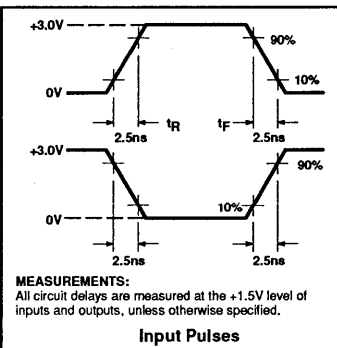 +3.0V
90%
10%
0V
tR
tF
2.5ns
2.5ns
+3.0V
90%
10%
0V
2.5ns
2.5ns
MEASUREMENTS:
All circuit delays are measured at the +1.5V level of
inputs and outputs, unless otherwise specified.
Input Pulses